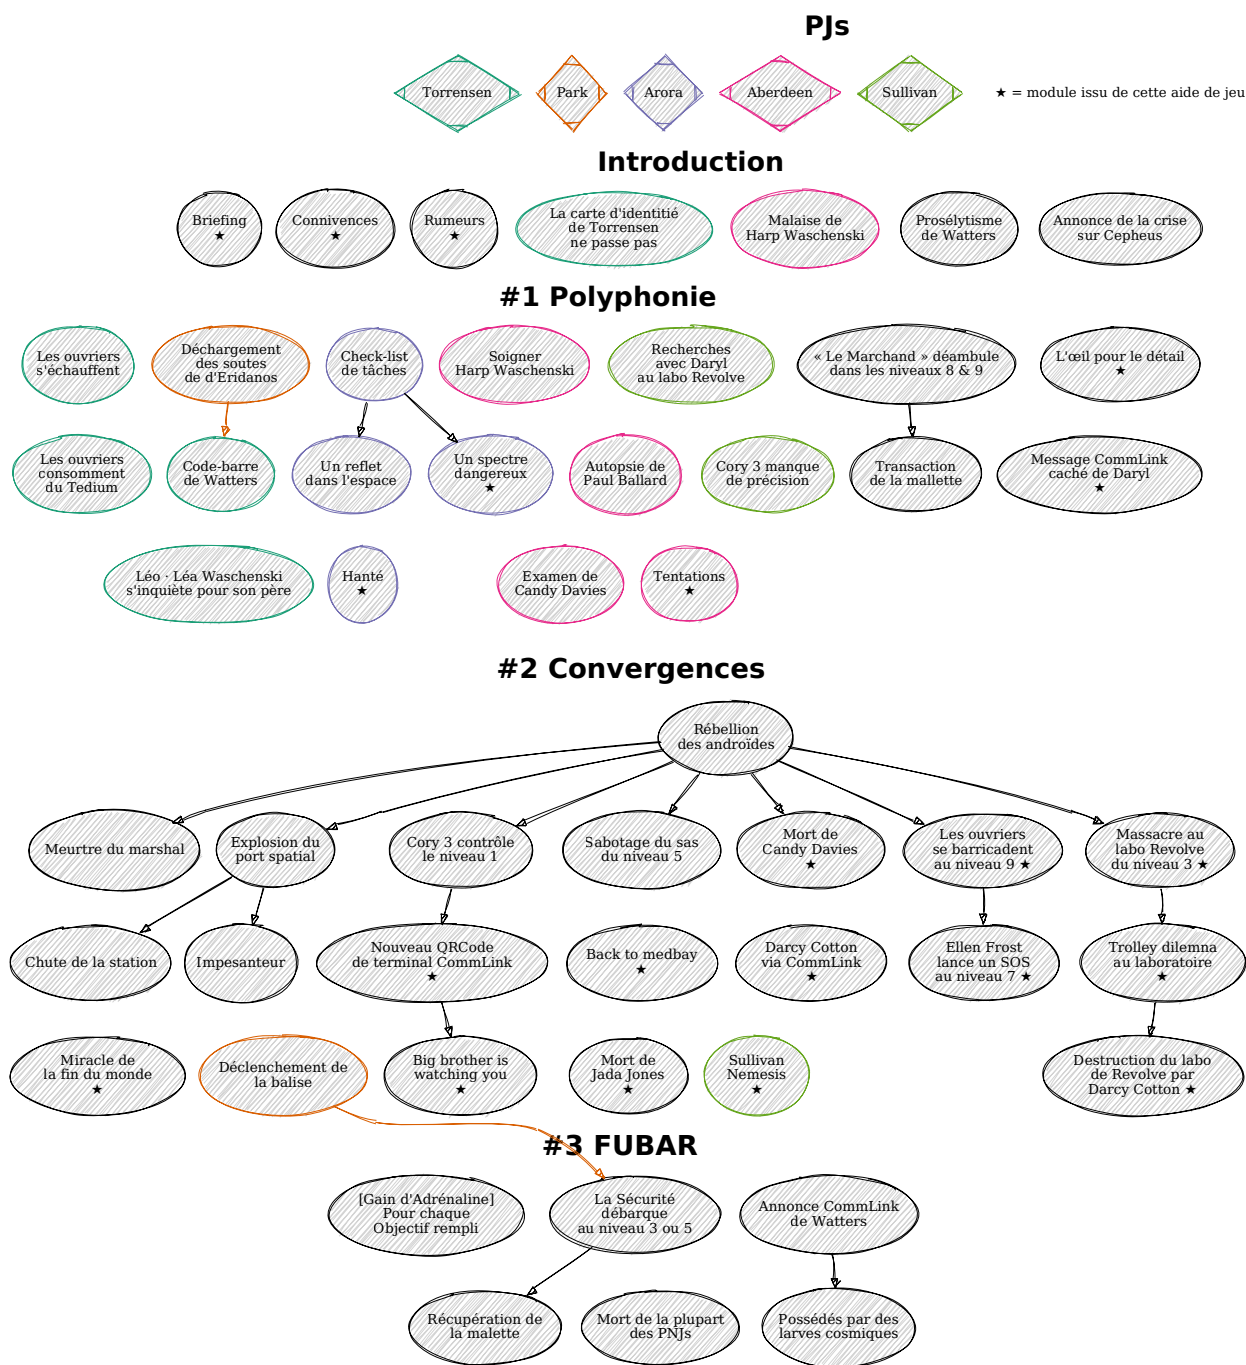 PJs
Torrensen
Park
Arora
Aberdeen
Sullivan
★ = module issu de cette aide de jeu
Introduction
Briefing
★
Connivences
★
Rumeurs
★
La carte d'identitié
de Torrensen
ne passe pas
Malaise de
Harp Waschenski
Prosélytisme
de Watters
Annonce de la crise
sur Cepheus
#1 Polyphonie
Les ouvriers
s'échauffent
Déchargement
des soutes
de d'Eridanos
Check-list
de tâches
Soigner
Harp Waschenski
Recherches
avec Daryl
au labo Revolve
« Le Marchand » déambule
dans les niveaux 8 & 9
L'œil pour le détail
★
Les ouvriers
consomment
du Tedium
Code-barre
de Watters
Un reflet
dans l'espace
Un spectre
dangereux
★
Autopsie de
Paul Ballard
Cory 3 manque
de précision
Transaction
de la mallette
Message CommLink
caché de Daryl
★
Léo · Léa Waschenski
s'inquiète pour son père
Hanté
★
Examen de
Candy Davies
Tentations
★
#2 Convergences
Rébellion
des androïdes
Meurtre du marshal
Explosion du
port spatial
Cory 3 contrôle
le niveau 1
Sabotage du sas
du niveau 5
Mort de
Candy Davies
★
Les ouvriers
se barricadent
au niveau 9 ★
Massacre au
labo Revolve
du niveau 3 ★
Chute de la station
Impesanteur
Nouveau QRCode
de terminal CommLink
★
Back to medbay
★
Darcy Cotton
via CommLink
★
Ellen Frost
lance un SOS
au niveau 7 ★
Trolley dilemna
au laboratoire
★
Miracle de
la fin du monde
★
Déclenchement de
la balise
Big brother is
watching you
★
Mort de
Jada Jones
★
Sullivan
Nemesis
★
Destruction du labo
de Revolve par
Darcy Cotton ★
#3 FUBAR
[Gain d'Adrénaline]
Pour chaque
Objectif rempli
La Sécurité
débarque
au niveau 3 ou 5
Annonce CommLink
de Watters
Récupération de
la malette
Mort de la plupart
des PNJs
Possédés par des
larves cosmiques